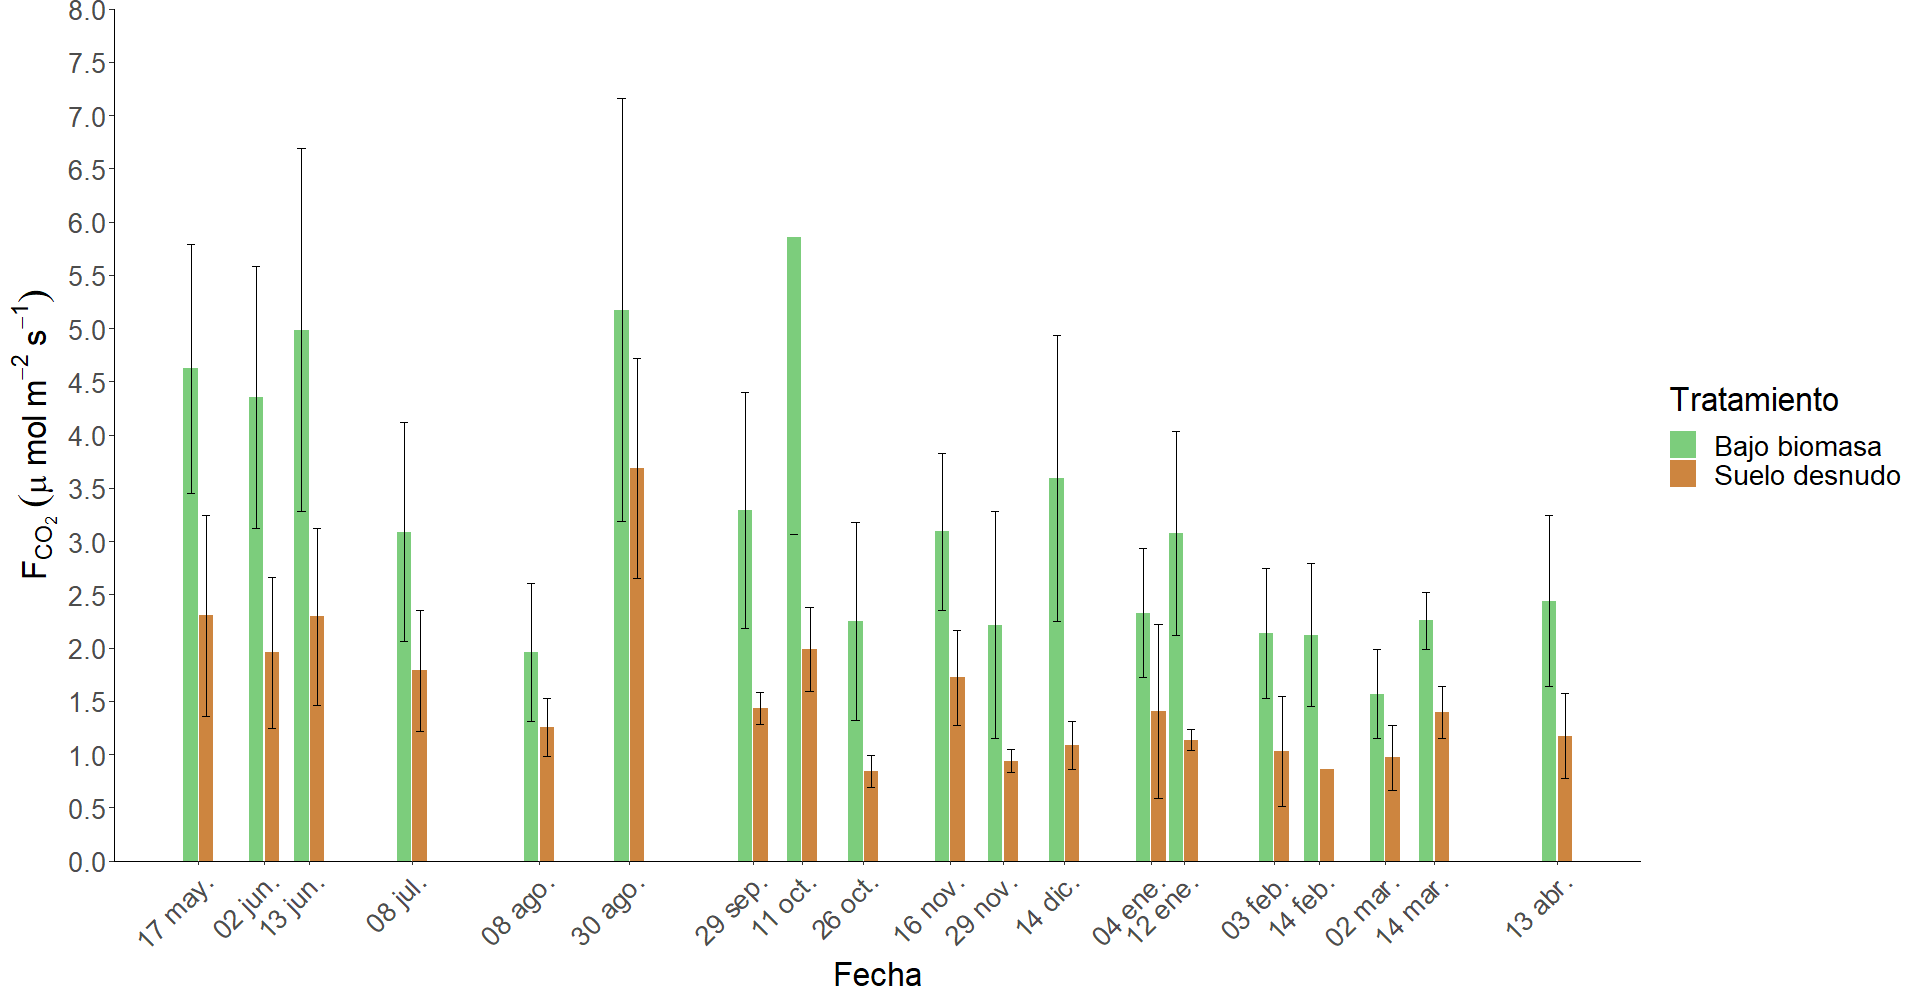 8.0
7.5
7.0
6.5
6.0
5.5
5.0
4.5
4.0
3.5
3.0
2.5
2.0
1.5
1.0
0.5
0.0
F_CO₂ (μ mol m⁻² s⁻¹)
17 may.
02 jun.
13 jun.
08 jul.
08 ago.
30 ago.
29 sep.
11 oct.
26 oct.
16 nov.
29 nov.
14 dic.
04 ene.
12 ene.
03 feb.
14 feb.
02 mar.
14 mar.
13 abr.
Fecha
Tratamiento
Bajo biomasa
Suelo desnudo